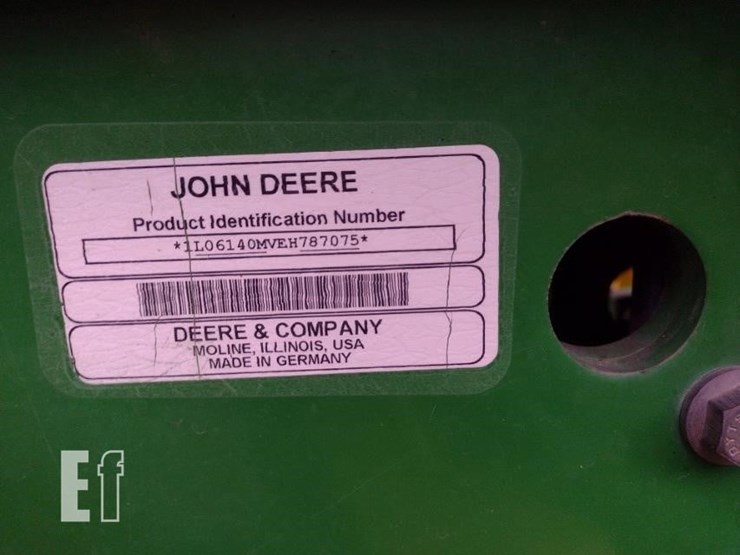 JOHN DEERE
Product Identification Number
*1L06140MVEH787075*
DEERE & COMPANY
MOLINE, ILLINOIS, USA
MADE IN GERMANY
Ef